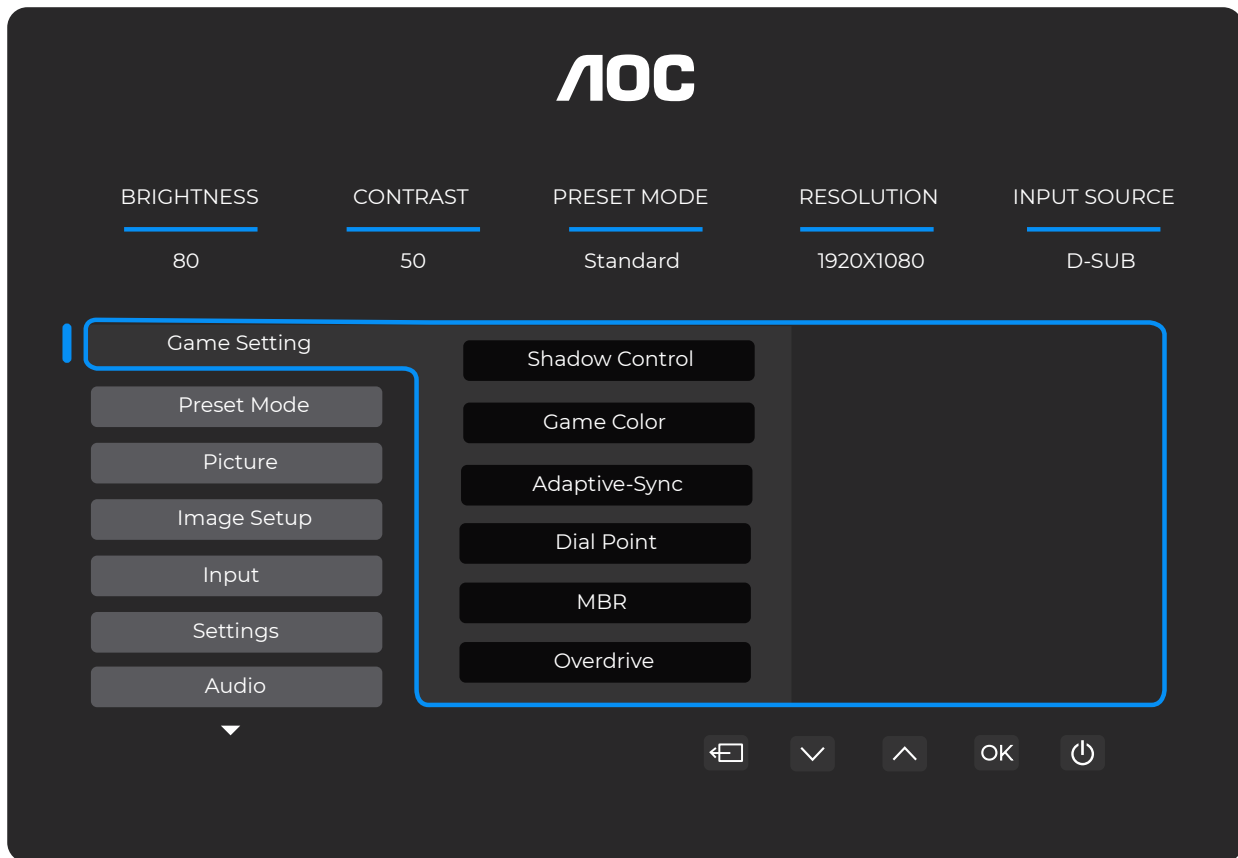 AOC
BRIGHTNESS CONTRAST PRESET MODE RESOLUTION INPUT SOURCE
80 50 Standard 1920X1080 D-SUB
Game Setting
Preset Mode
Picture
Image Setup
Input
Settings
Audio
Shadow Control
Game Color
Adaptive-Sync
Dial Point
MBR
Overdrive
OK